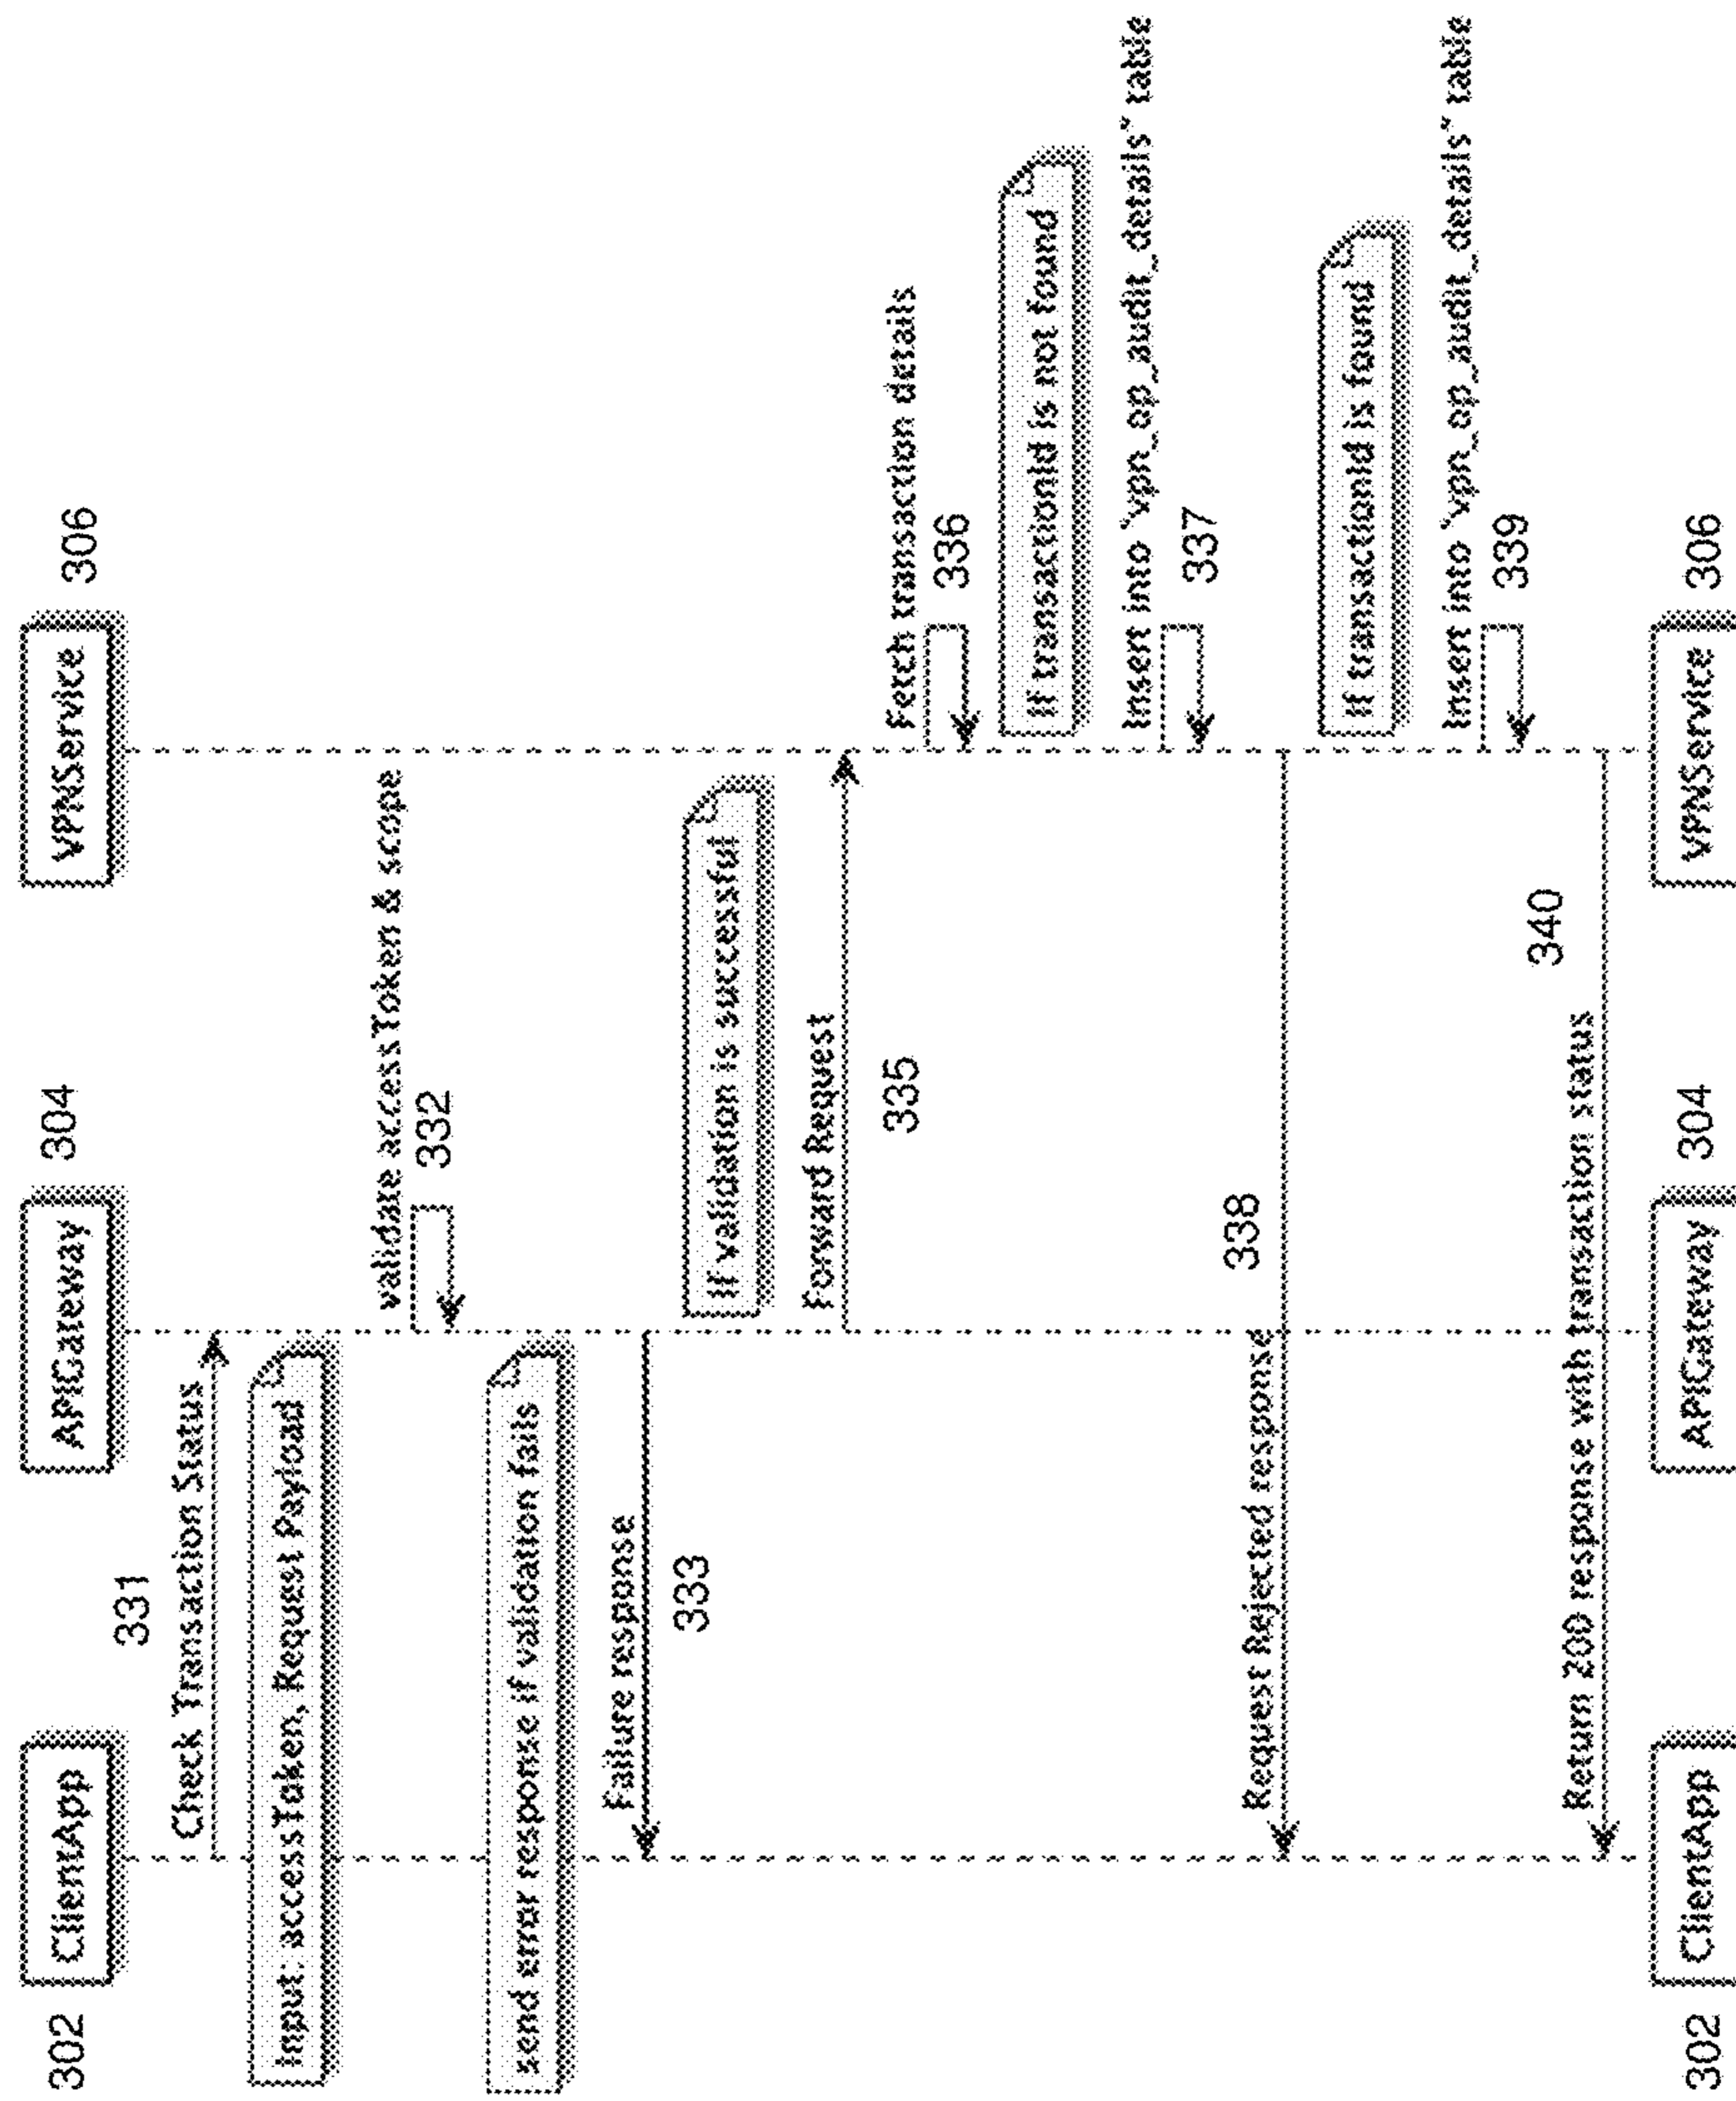 302 ClientApp
APIGateway 304
VPNService 306
331
Check Transaction Status
Input: accessToken, Request Payload
validate accessToken & scope
332
send error response if validation fails
Failure response
333
If validation is successful
Forward Request
335
Fetch transaction details
336
If transactionId is not found
Insert into "vpn_op_audit_details" table
337
338
Request Rejected response
If transactionId is found
Insert into "vpn_op_audit_details" table
339
340
Return 200 response with transaction status
302 ClientApp
APIGateway 304
VPNService 306